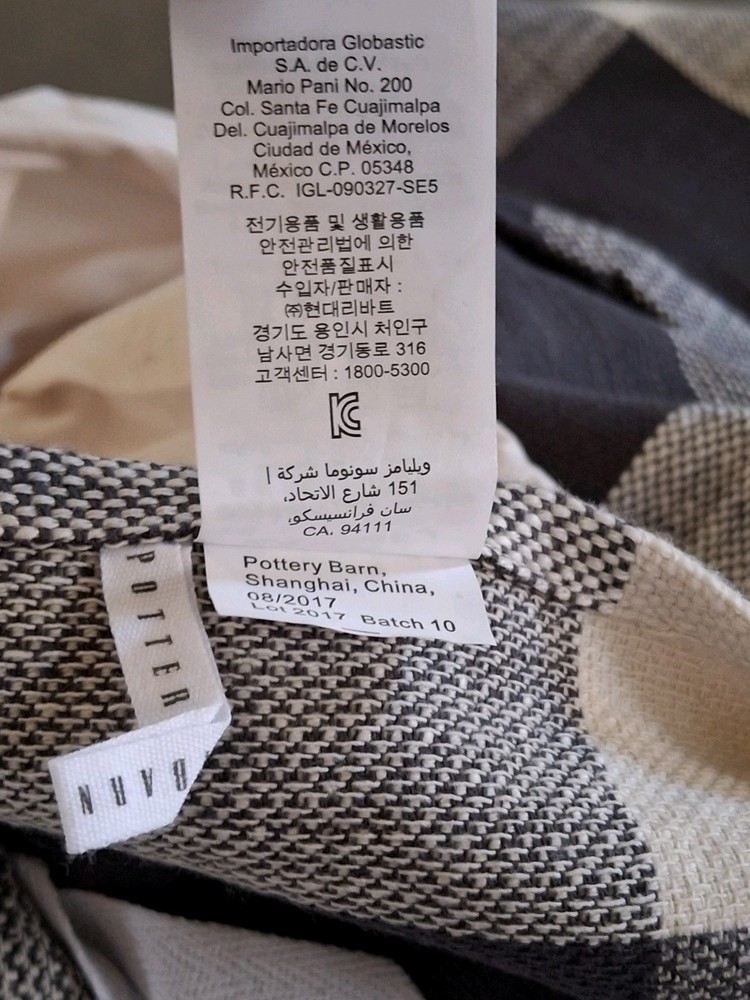 Importadora Globastic
S.A. de C.V.
Mario Pani No. 200
Col. Santa Fe Cuajimalpa
Del. Cuajimalpa de Morelos
Ciudad de México,
México C.P. 05348
R.F.C. IGL-090327-SE5
전기용품 및 생활용품
안전관리법에 의한
안전품질표시
수입자/판매자 :
㈜현대리바트
경기도 용인시 처인구
남사면 경기동로 316
고객센터 : 1800-5300
KC
ويليامز سونوما شركة |
151 شارع الاتحاد،
سان فرانسيسكو،
CA، 94111
Pottery Barn,
Shanghai, China,
08/2017
Lot 2017 Batch 10
POTTER
BARN